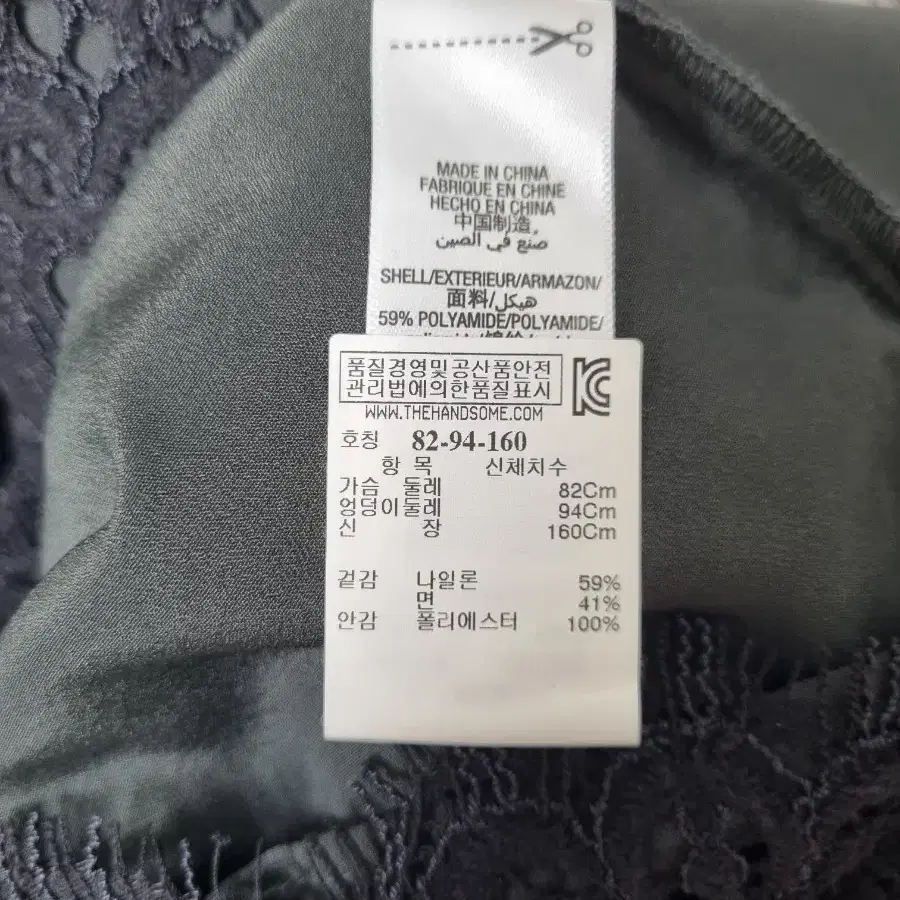 MADE IN CHINA
FABRIQUE EN CHINE
HECHO EN CHINA
中国制造
صنع في الصين
SHELL/EXTERIEUR/ARMAZON/
面料/هيكل
59% POLYAMIDE/POLYAMIDE/
품질경영및공산품안전
관리법에의한품질표시
WWW.THEHANDSOME.COM
호칭 82-94-160
항 목 신체치수
가슴 둘레 82Cm
엉덩이둘레 94Cm
신 장 160Cm
겉감 나일론 59%
면 41%
안감 폴리에스터 100%